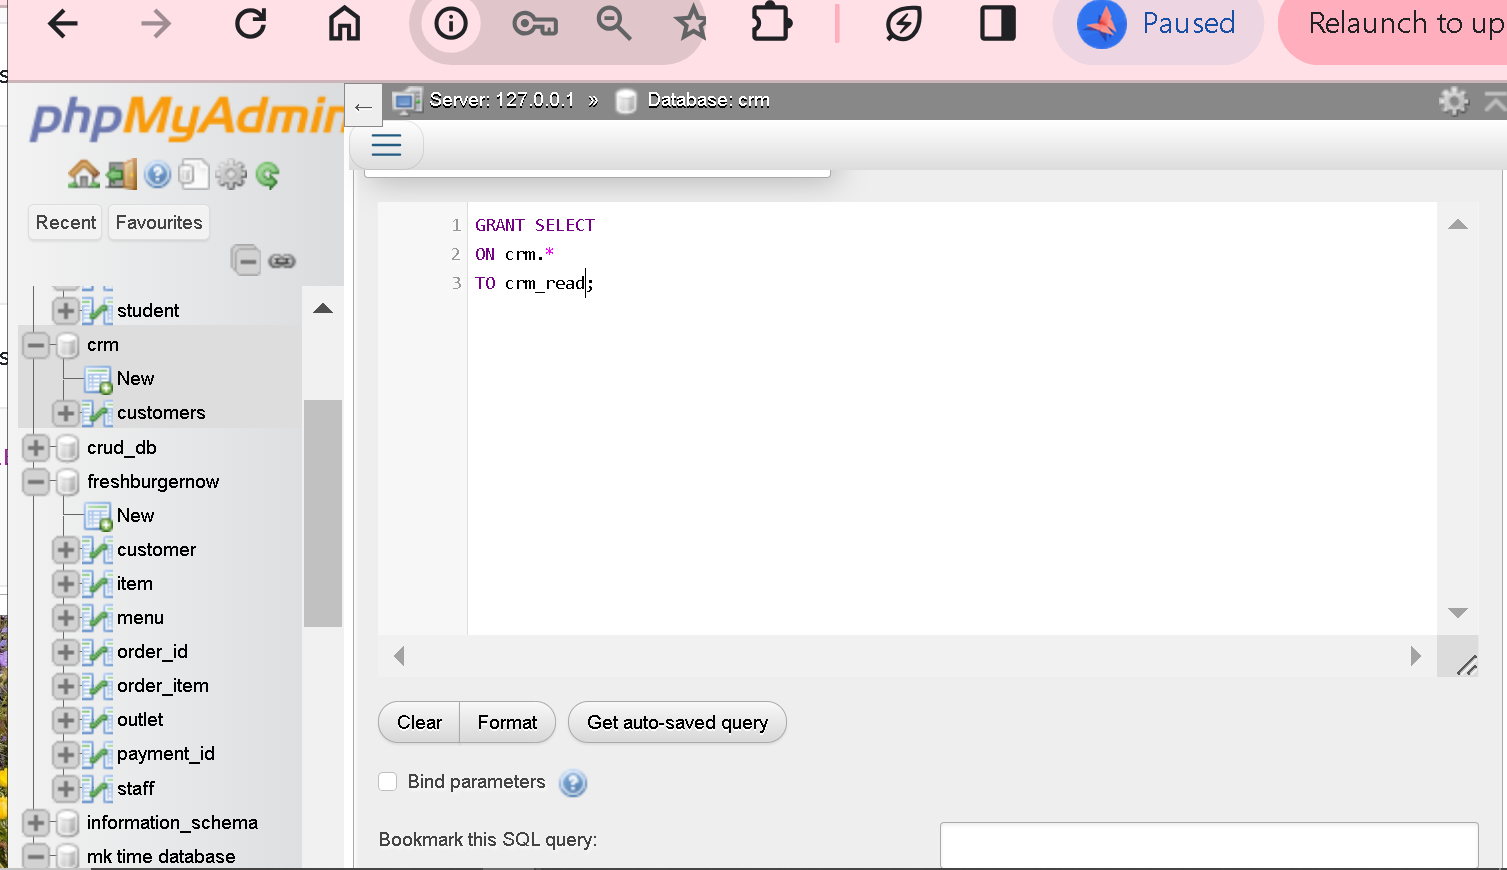 Paused
Relaunch to up
phpMyAdmin
Server: 127.0.0.1 » Database: crm
Recent
Favourites
student
crm
New
customers
crud_db
freshburgernow
New
customer
item
menu
order_id
order_item
outlet
payment_id
staff
information_schema
mk time database
1 GRANT SELECT
2 ON crm.*
3 TO crm_read;
Clear
Format
Get auto-saved query
Bind parameters
Bookmark this SQL query: